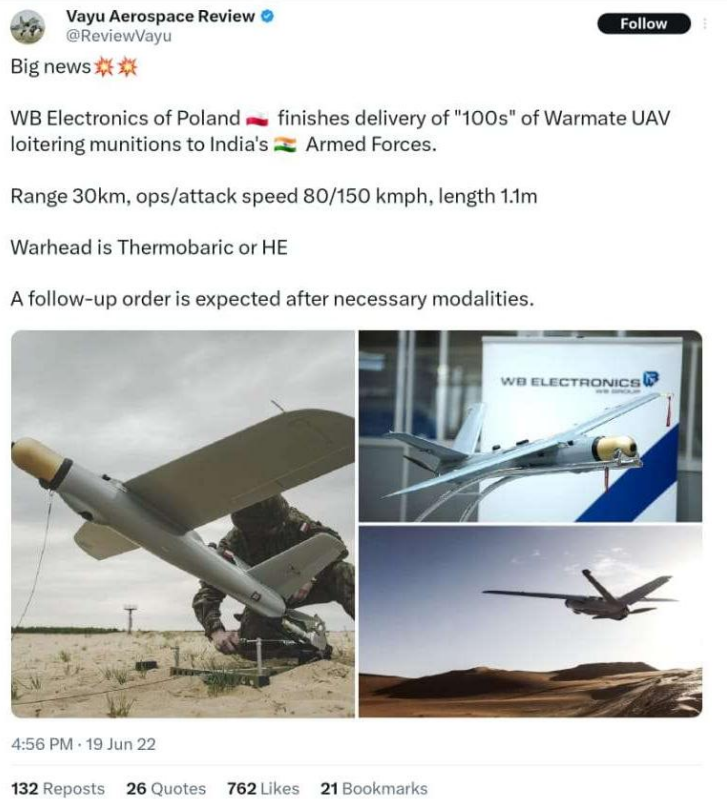 Vayu Aerospace Review
@ReviewVayu
Follow
Big news💥💥
WB Electronics of Poland 🇵🇱 finishes delivery of "100s" of Warmate UAV
loitering munitions to India's 🇮🇳 Armed Forces.
Range 30km, ops/attack speed 80/150 kmph, length 1.1m
Warhead is Thermobaric or HE
A follow-up order is expected after necessary modalities.
WB ELECTRONICS
WB GROUP
4:56 PM · 19 Jun 22
132 Reposts 26 Quotes 762 Likes 21 Bookmarks